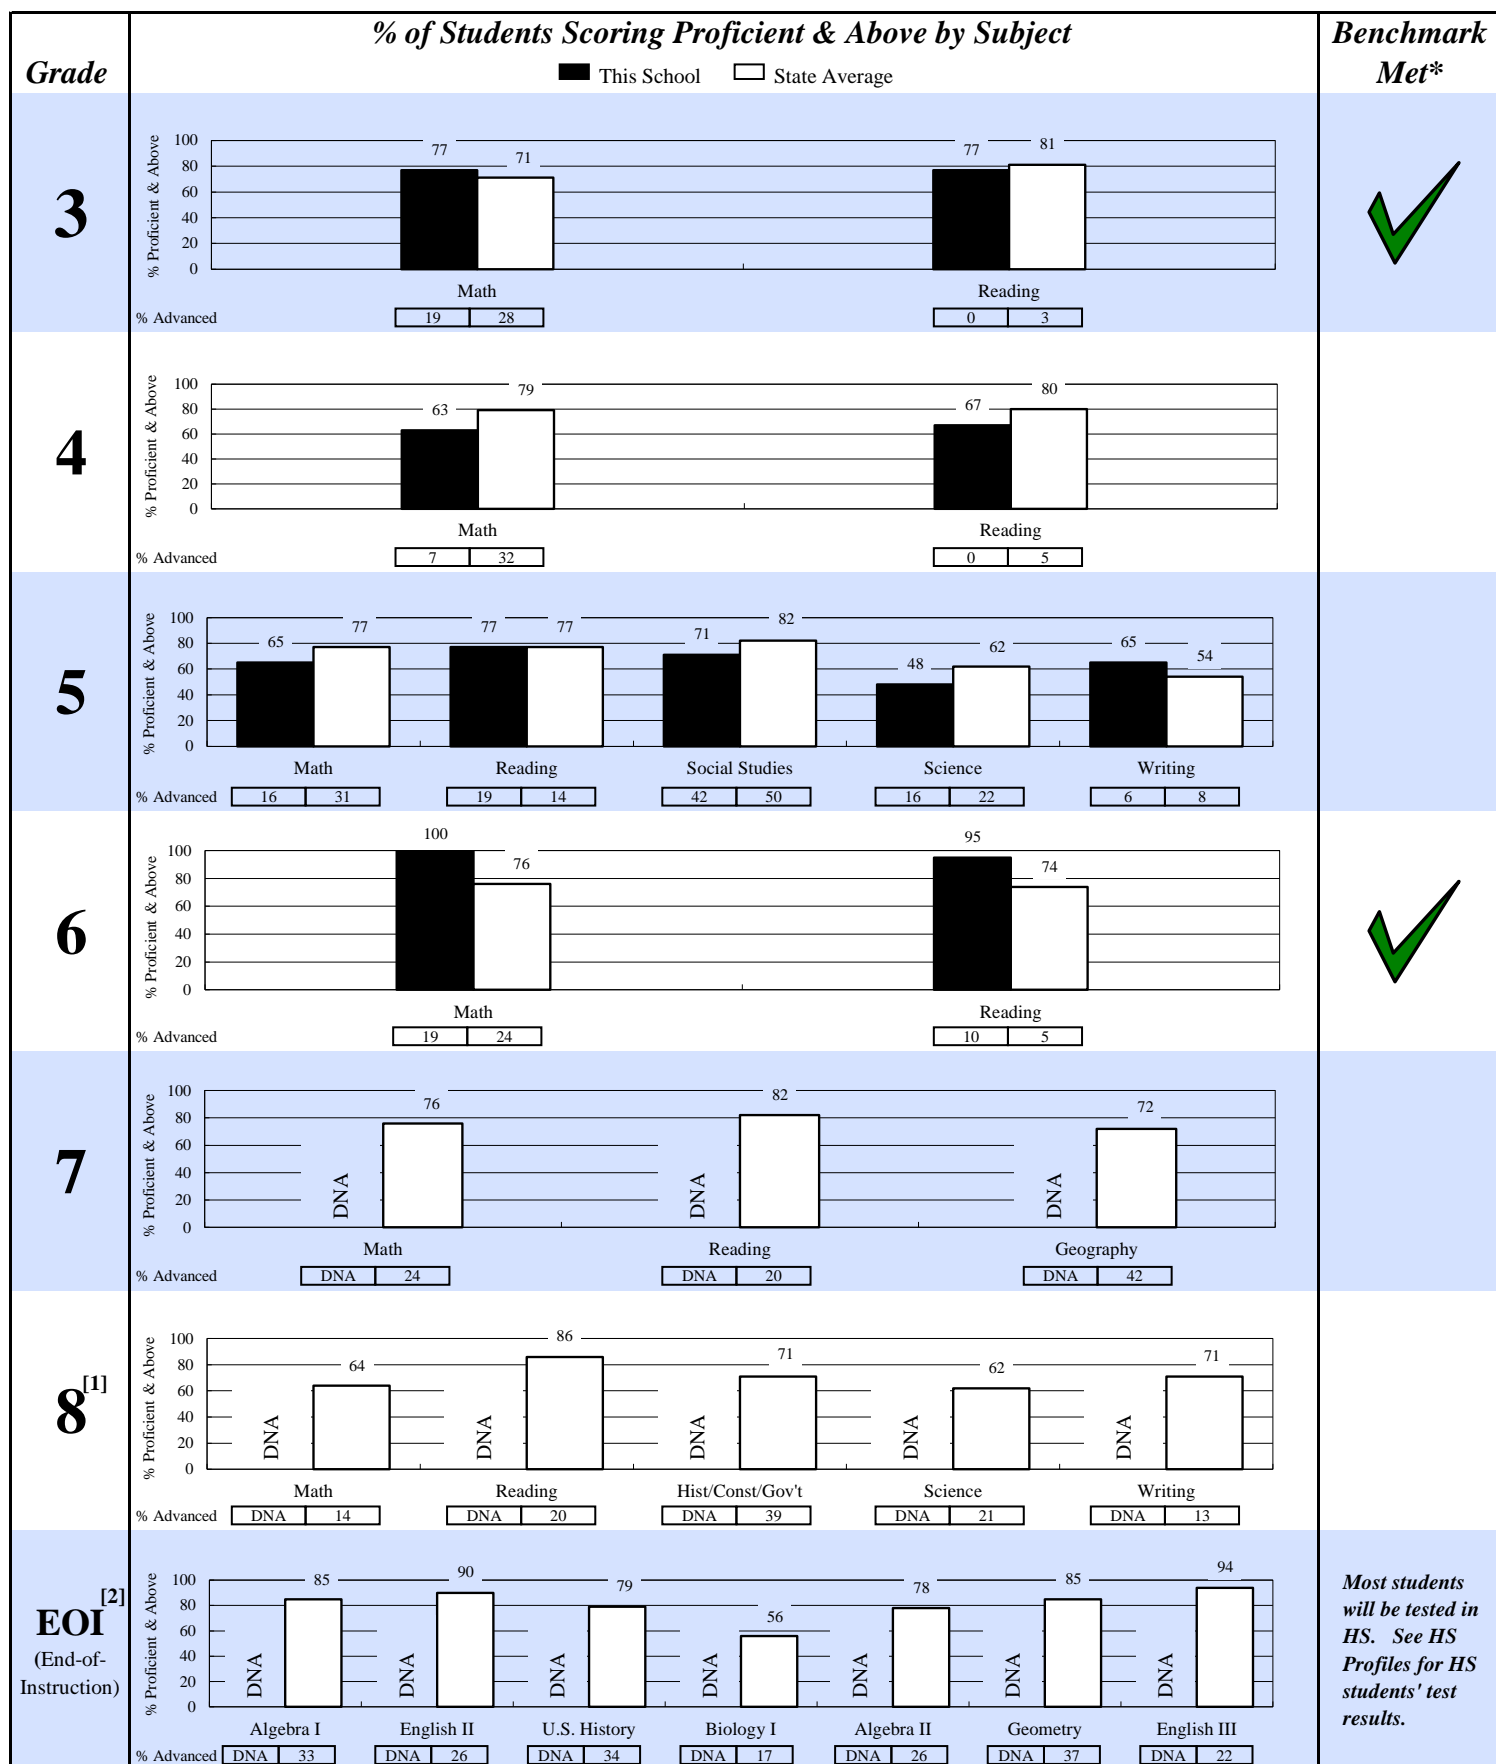 % of Students Scoring Proficient & Above by Subject
Benchmark
Met*
Grade
This School
State Average
3
% Proficient & Above
100
80
60
40
20
0
77
71
77
81
Math
Reading
% Advanced
19
28
0
3
4
% Proficient & Above
100
80
60
40
20
0
63
79
67
80
Math
Reading
% Advanced
7
32
0
5
5
% Proficient & Above
100
80
60
40
20
0
65
77
77
77
71
82
48
62
65
54
Math
Reading
Social Studies
Science
Writing
% Advanced
16
31
19
14
42
50
16
22
6
8
6
% Proficient & Above
100
80
60
40
20
0
100
76
95
74
Math
Reading
% Advanced
19
24
10
5
7
% Proficient & Above
100
80
60
40
20
0
DNA
76
DNA
82
DNA
72
Math
Reading
Geography
% Advanced
DNA
24
DNA
20
DNA
42
8[1]
% Proficient & Above
100
80
60
40
20
0
DNA
64
DNA
86
DNA
71
DNA
62
DNA
71
Math
Reading
Hist/Const/Gov't
Science
Writing
% Advanced
DNA
14
DNA
20
DNA
39
DNA
21
DNA
13
EOI[2]
(End-of-
Instruction)
% Proficient & Above
100
80
60
40
20
0
DNA
85
DNA
90
DNA
79
DNA
56
DNA
78
DNA
85
DNA
94
Algebra I
English II
U.S. History
Biology I
Algebra II
Geometry
English III
% Advanced
DNA
33
DNA
26
DNA
34
DNA
17
DNA
26
DNA
37
DNA
22
Most students
will be tested in
HS. See HS
Profiles for HS
students' test
results.